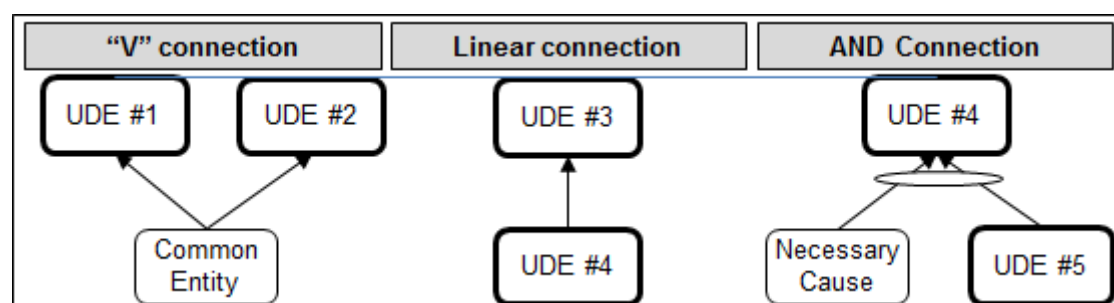 “V” connection
Linear connection
AND Connection
UDE #1
UDE #2
UDE #3
UDE #4
Common
Entity
UDE #4
Necessary
Cause
UDE #5